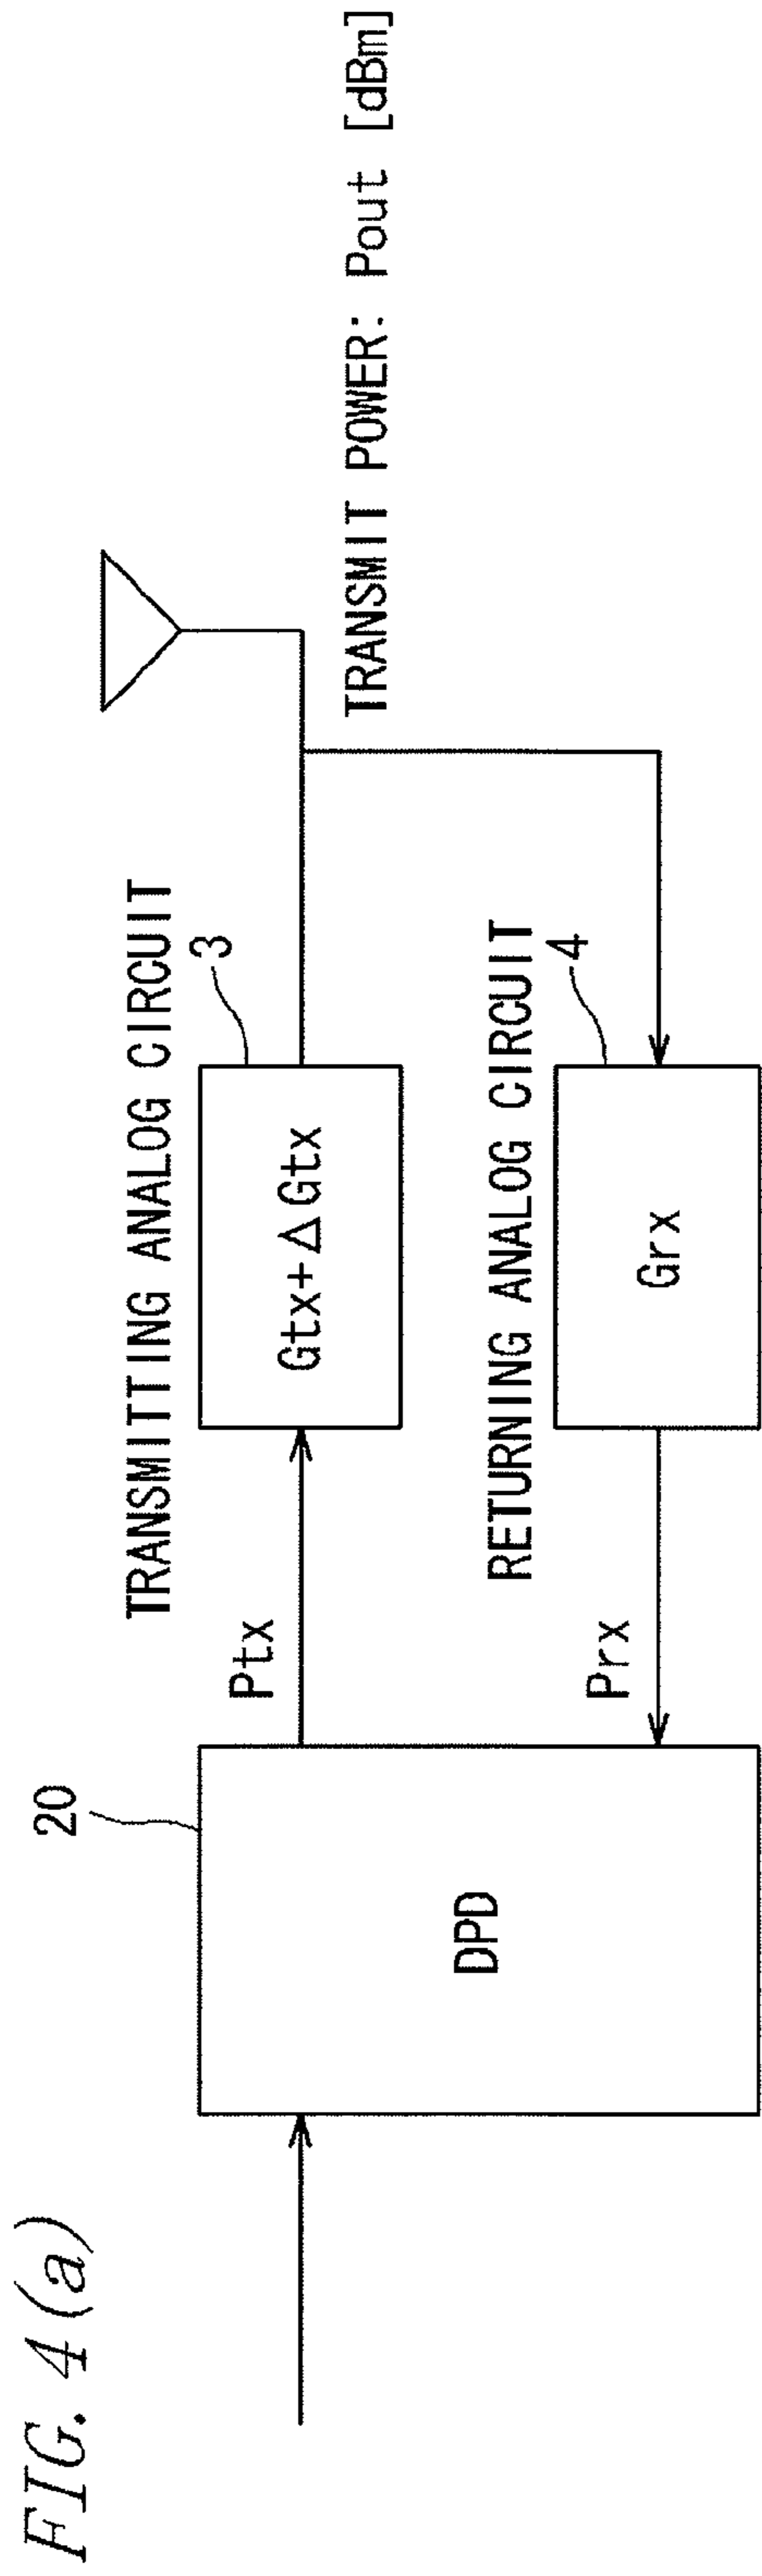 FIG. 4(a)
20
DPD
Ptx
Prx
TRANSMITTING ANALOG CIRCUIT
3
Gtx+ΔGtx
RETURNING ANALOG CIRCUIT
4
Grx
TRANSMIT POWER: Pout [dBm]